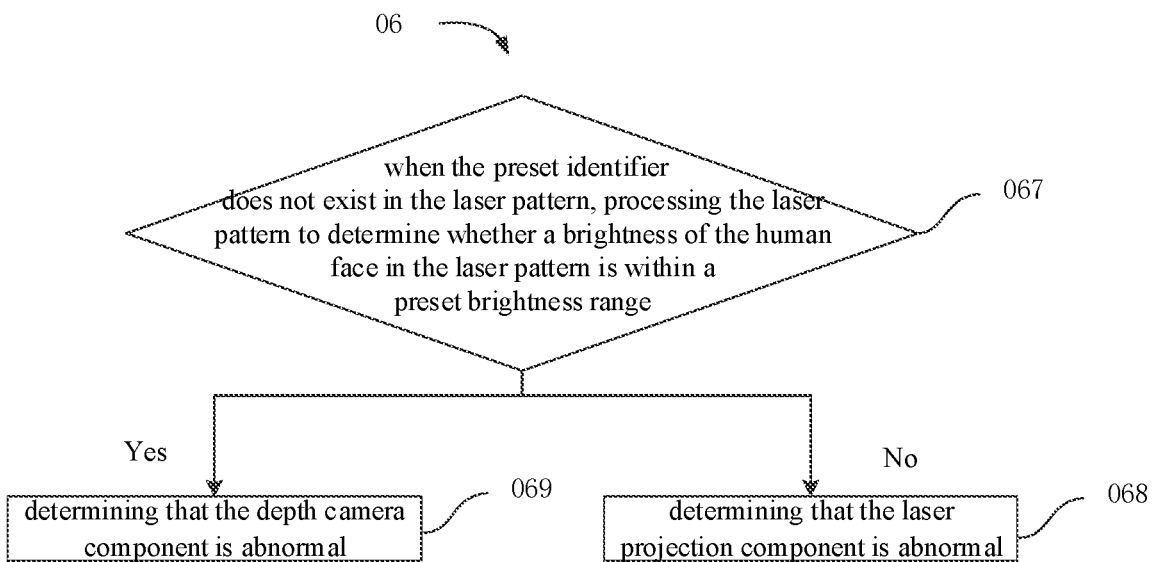 06
when the preset identifier
does not exist in the laser pattern, processing the laser
pattern to determine whether a brightness of the human
face in the laser pattern is within a
preset brightness range
067
Yes
No
069
068
determining that the depth camera
component is abnormal
determining that the laser
projection component is abnormal